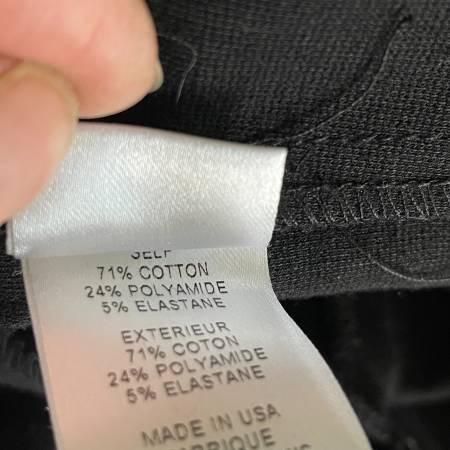 SELF
71% COTTON
24% POLYAMIDE
5% ELASTANE
EXTERIEUR
71% COTON
24% POLYAMIDE
5% ELASTANE
MADE IN USA